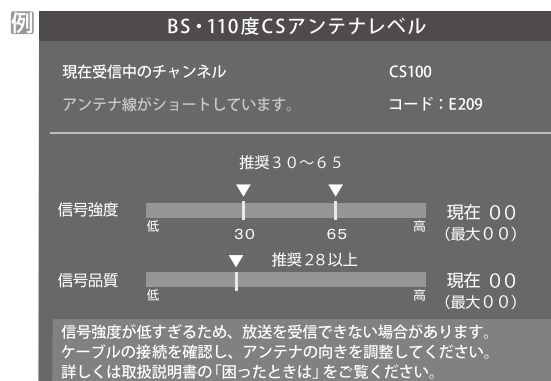 例
BS・110度CSアンテナレベル
現在受信中のチャンネル CS100
アンテナ線がショートしています。 コード：E209
推奨３０〜６５
信号強度 低 30 65 高 現在 00
（最大００）
推奨28以上
信号品質 低 高 現在 00
（最大００）
信号強度が低すぎるため、放送を受信できない場合があります。
ケーブルの接続を確認し、アンテナの向きを調整してください。
詳しくは取扱説明書の「困ったときは」をご覧ください。